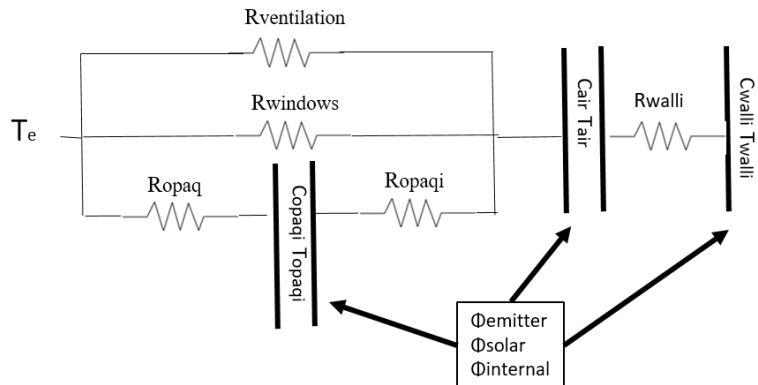 Rventilation
Rwindows
Te
Ropaq
Ropaqi
Copaqi Topaqi
Cair Tair
Rwalli
Cwalli Twalli
Φemitter
Φsolar
Φinternal